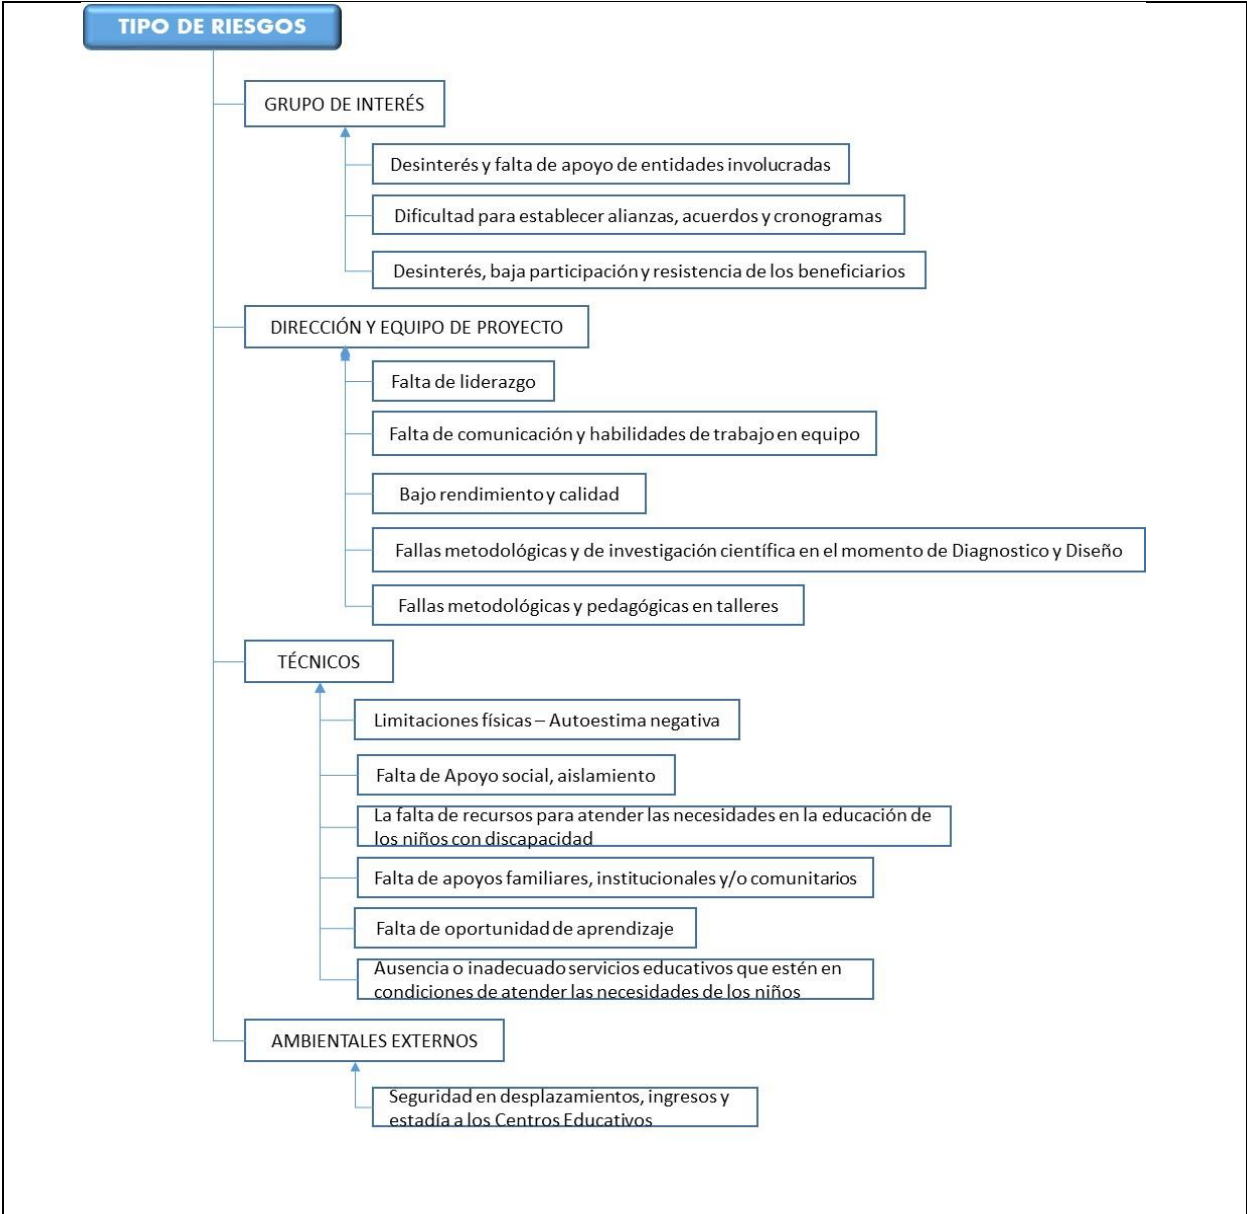 TIPO DE RIESGOS
GRUPO DE INTERÉS
Desinterés y falta de apoyo de entidades involucradas
Dificultad para establecer alianzas, acuerdos y cronogramas
Desinterés, baja participación y resistencia de los beneficiarios
DIRECCIÓN Y EQUIPO DE PROYECTO
Falta de liderazgo
Falta de comunicación y habilidades de trabajo en equipo
Bajo rendimiento y calidad
Fallas metodológicas y de investigación científica en el momento de Diagnostico y Diseño
Fallas metodológicas y pedagógicas en talleres
TÉCNICOS
Limitaciones físicas – Autoestima negativa
Falta de Apoyo social, aislamiento
La falta de recursos para atender las necesidades en la educación de
los niños con discapacidad
Falta de apoyos familiares, institucionales y/o comunitarios
Falta de oportunidad de aprendizaje
Ausencia o inadecuado servicios educativos que estén en
condiciones de atender las necesidades de los niños
AMBIENTALES EXTERNOS
Seguridad en desplazamientos, ingresos y
estadía a los Centros Educativos